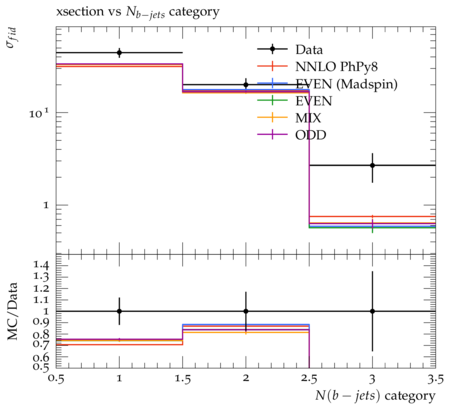 xsection vs N_{b−jets} category
σ_{fid}
Data
NNLO PhPy8
EVEN (Madspin)
EVEN
MIX
ODD
10^1
1
MC/Data
1.4
1.3
1.2
1.1
1
0.9
0.8
0.7
0.6
0.5
0.5 1 1.5 2 2.5 3 3.5
N(b − jets) category